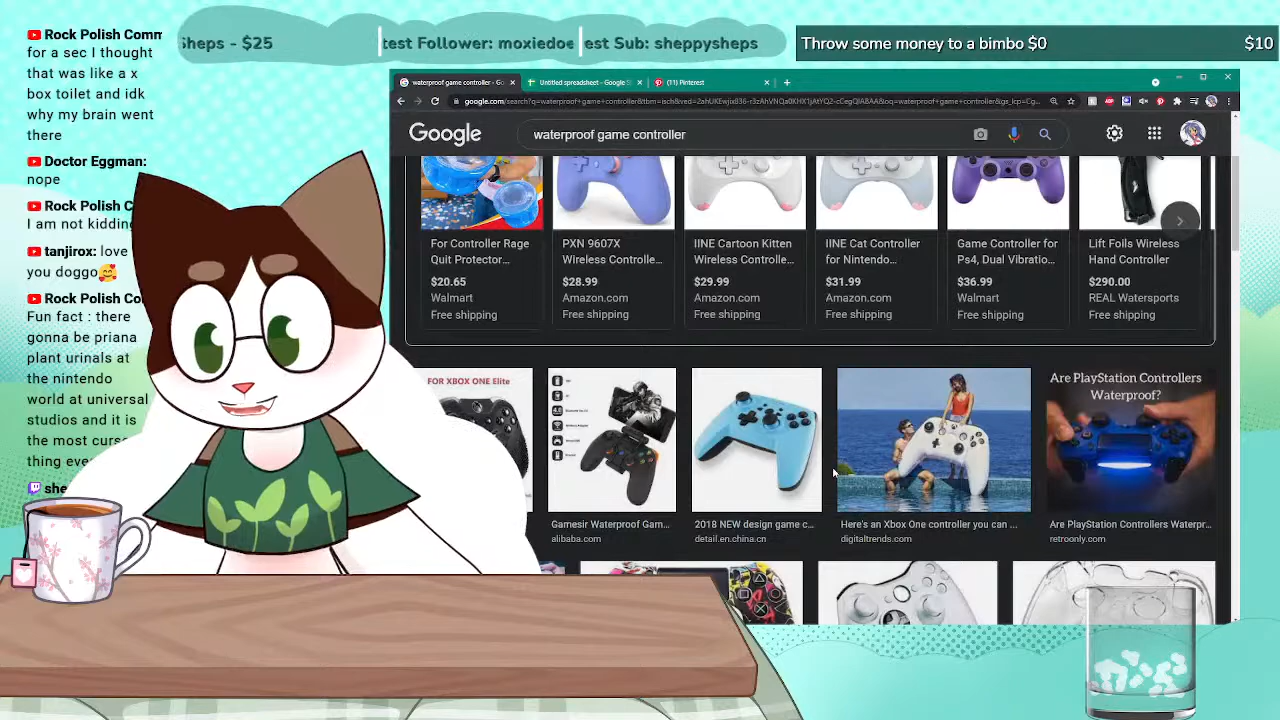 Rock Polish Comm
for a sec I thought
that was like a x
box toilet and idk
why my brain went
there
Doctor Eggman:
nope
Rock Polish C
I am not kidding
tanjirox: love
you doggo
Rock Polish Co
Fun fact : there
gonna be priana
plant urinals at
the nintendo
world at universal
studios and it is
the most curse
thing eve
she
Sheps - $25
test Follower: moxiedoe
est Sub: sheppysheps
Throw some money to a bimbo $0
$10
waterproof game controller - Go
Untitled spreadsheet - Google S
(11) Pinterest
Google
waterproof game controller
For Controller Rage
Quit Protector...
$20.65
Walmart
Free shipping
PXN 9607X
Wireless Controlle...
$28.99
Amazon.com
Free shipping
IINE Cartoon Kitten
Wireless Controlle...
$29.99
Amazon.com
Free shipping
IINE Cat Controller
for Nintendo...
$31.99
Amazon.com
Free shipping
Game Controller for
Ps4, Dual Vibratio...
$36.99
Walmart
Free shipping
Lift Foils Wireless
Hand Controller
$290.00
REAL Watersports
Free shipping
FOR XBOX ONE Elite
Are PlayStation Controllers
Waterproof?
Gamesir Waterproof Gam...
alibaba.com
2018 NEW design game c...
detail.en.china.cn
Here's an Xbox One controller you can ...
digitaltrends.com
Are PlayStation Controllers Waterpr...
retroonly.com